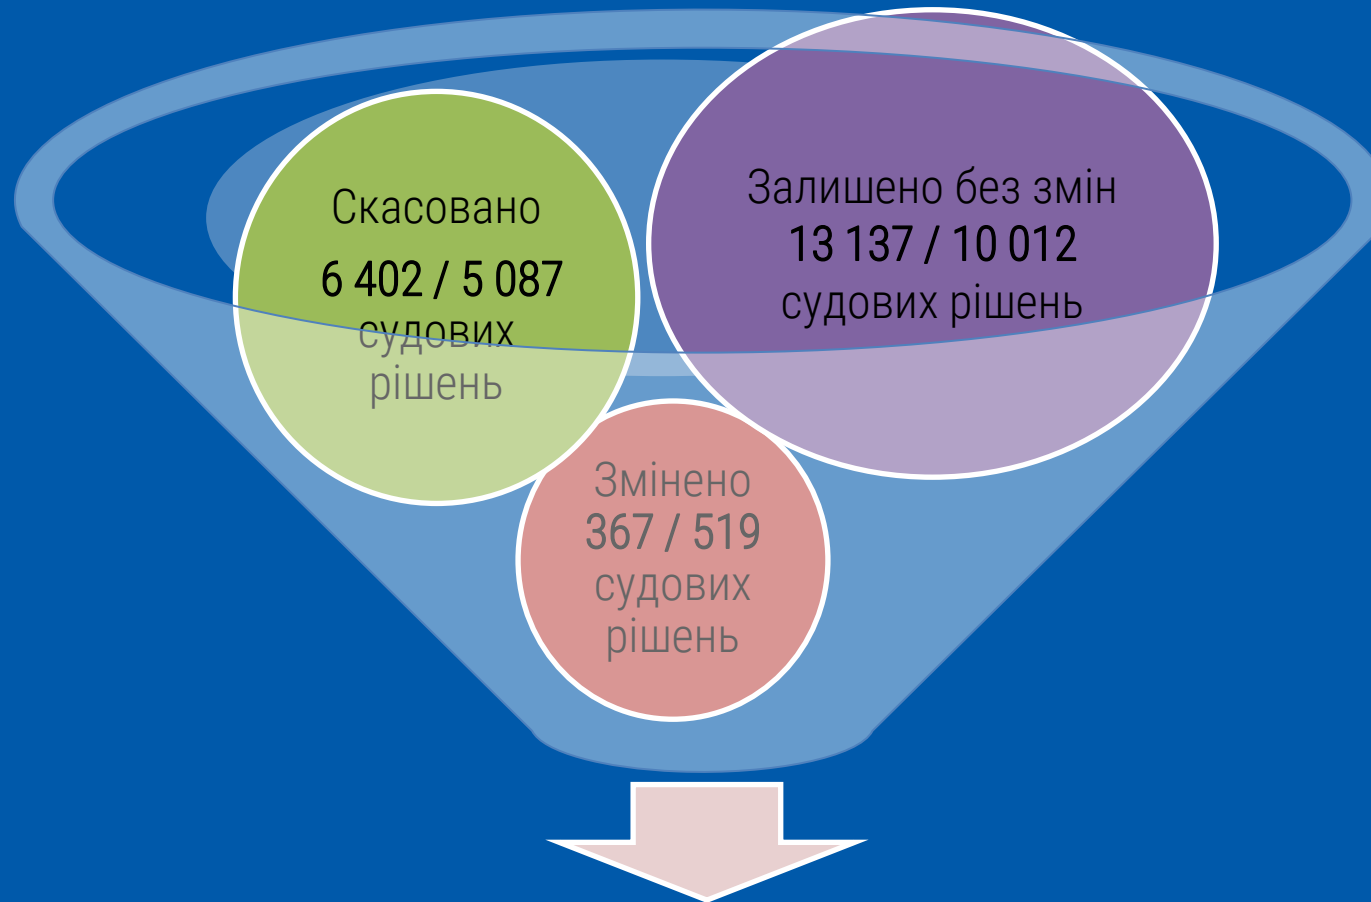 Скасовано
6 402 / 5 087
судових
рішень
Залишено без змін
13 137 / 10 012
судових рішень
Змінено
367 / 519
судових
рішень